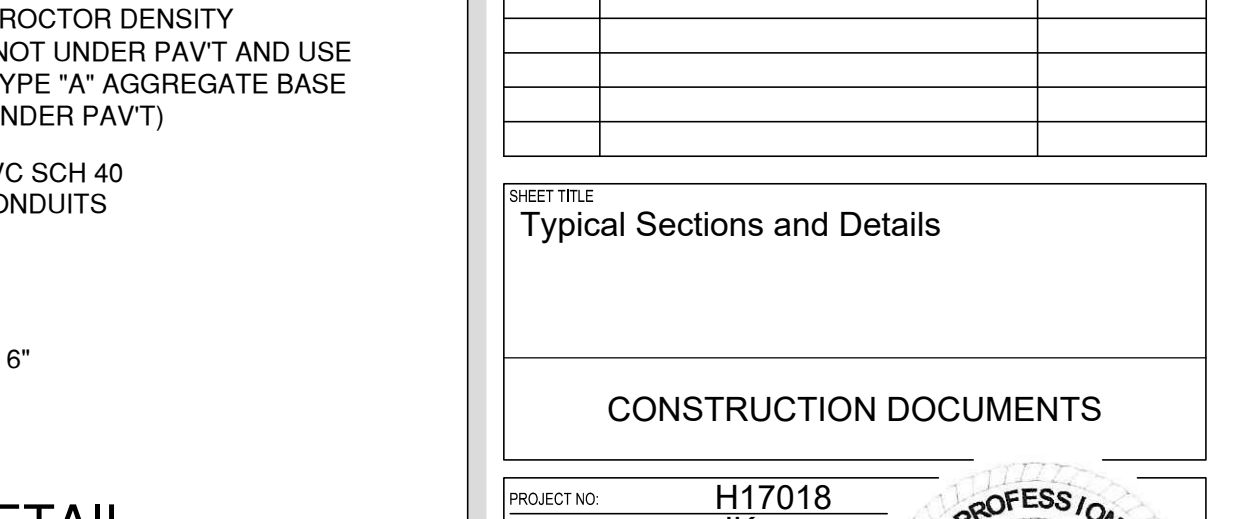 ROCTOR DENSITY
NOT UNDER PAV'T AND USE
YPE "A" AGGREGATE BASE
NDER PAV'T)
C SCH 40
ONDUITS
6"
SHEET TITLE
Typical Sections and Details
CONSTRUCTION DOCUMENTS
PROJECT NO: H17018
PROFESSION